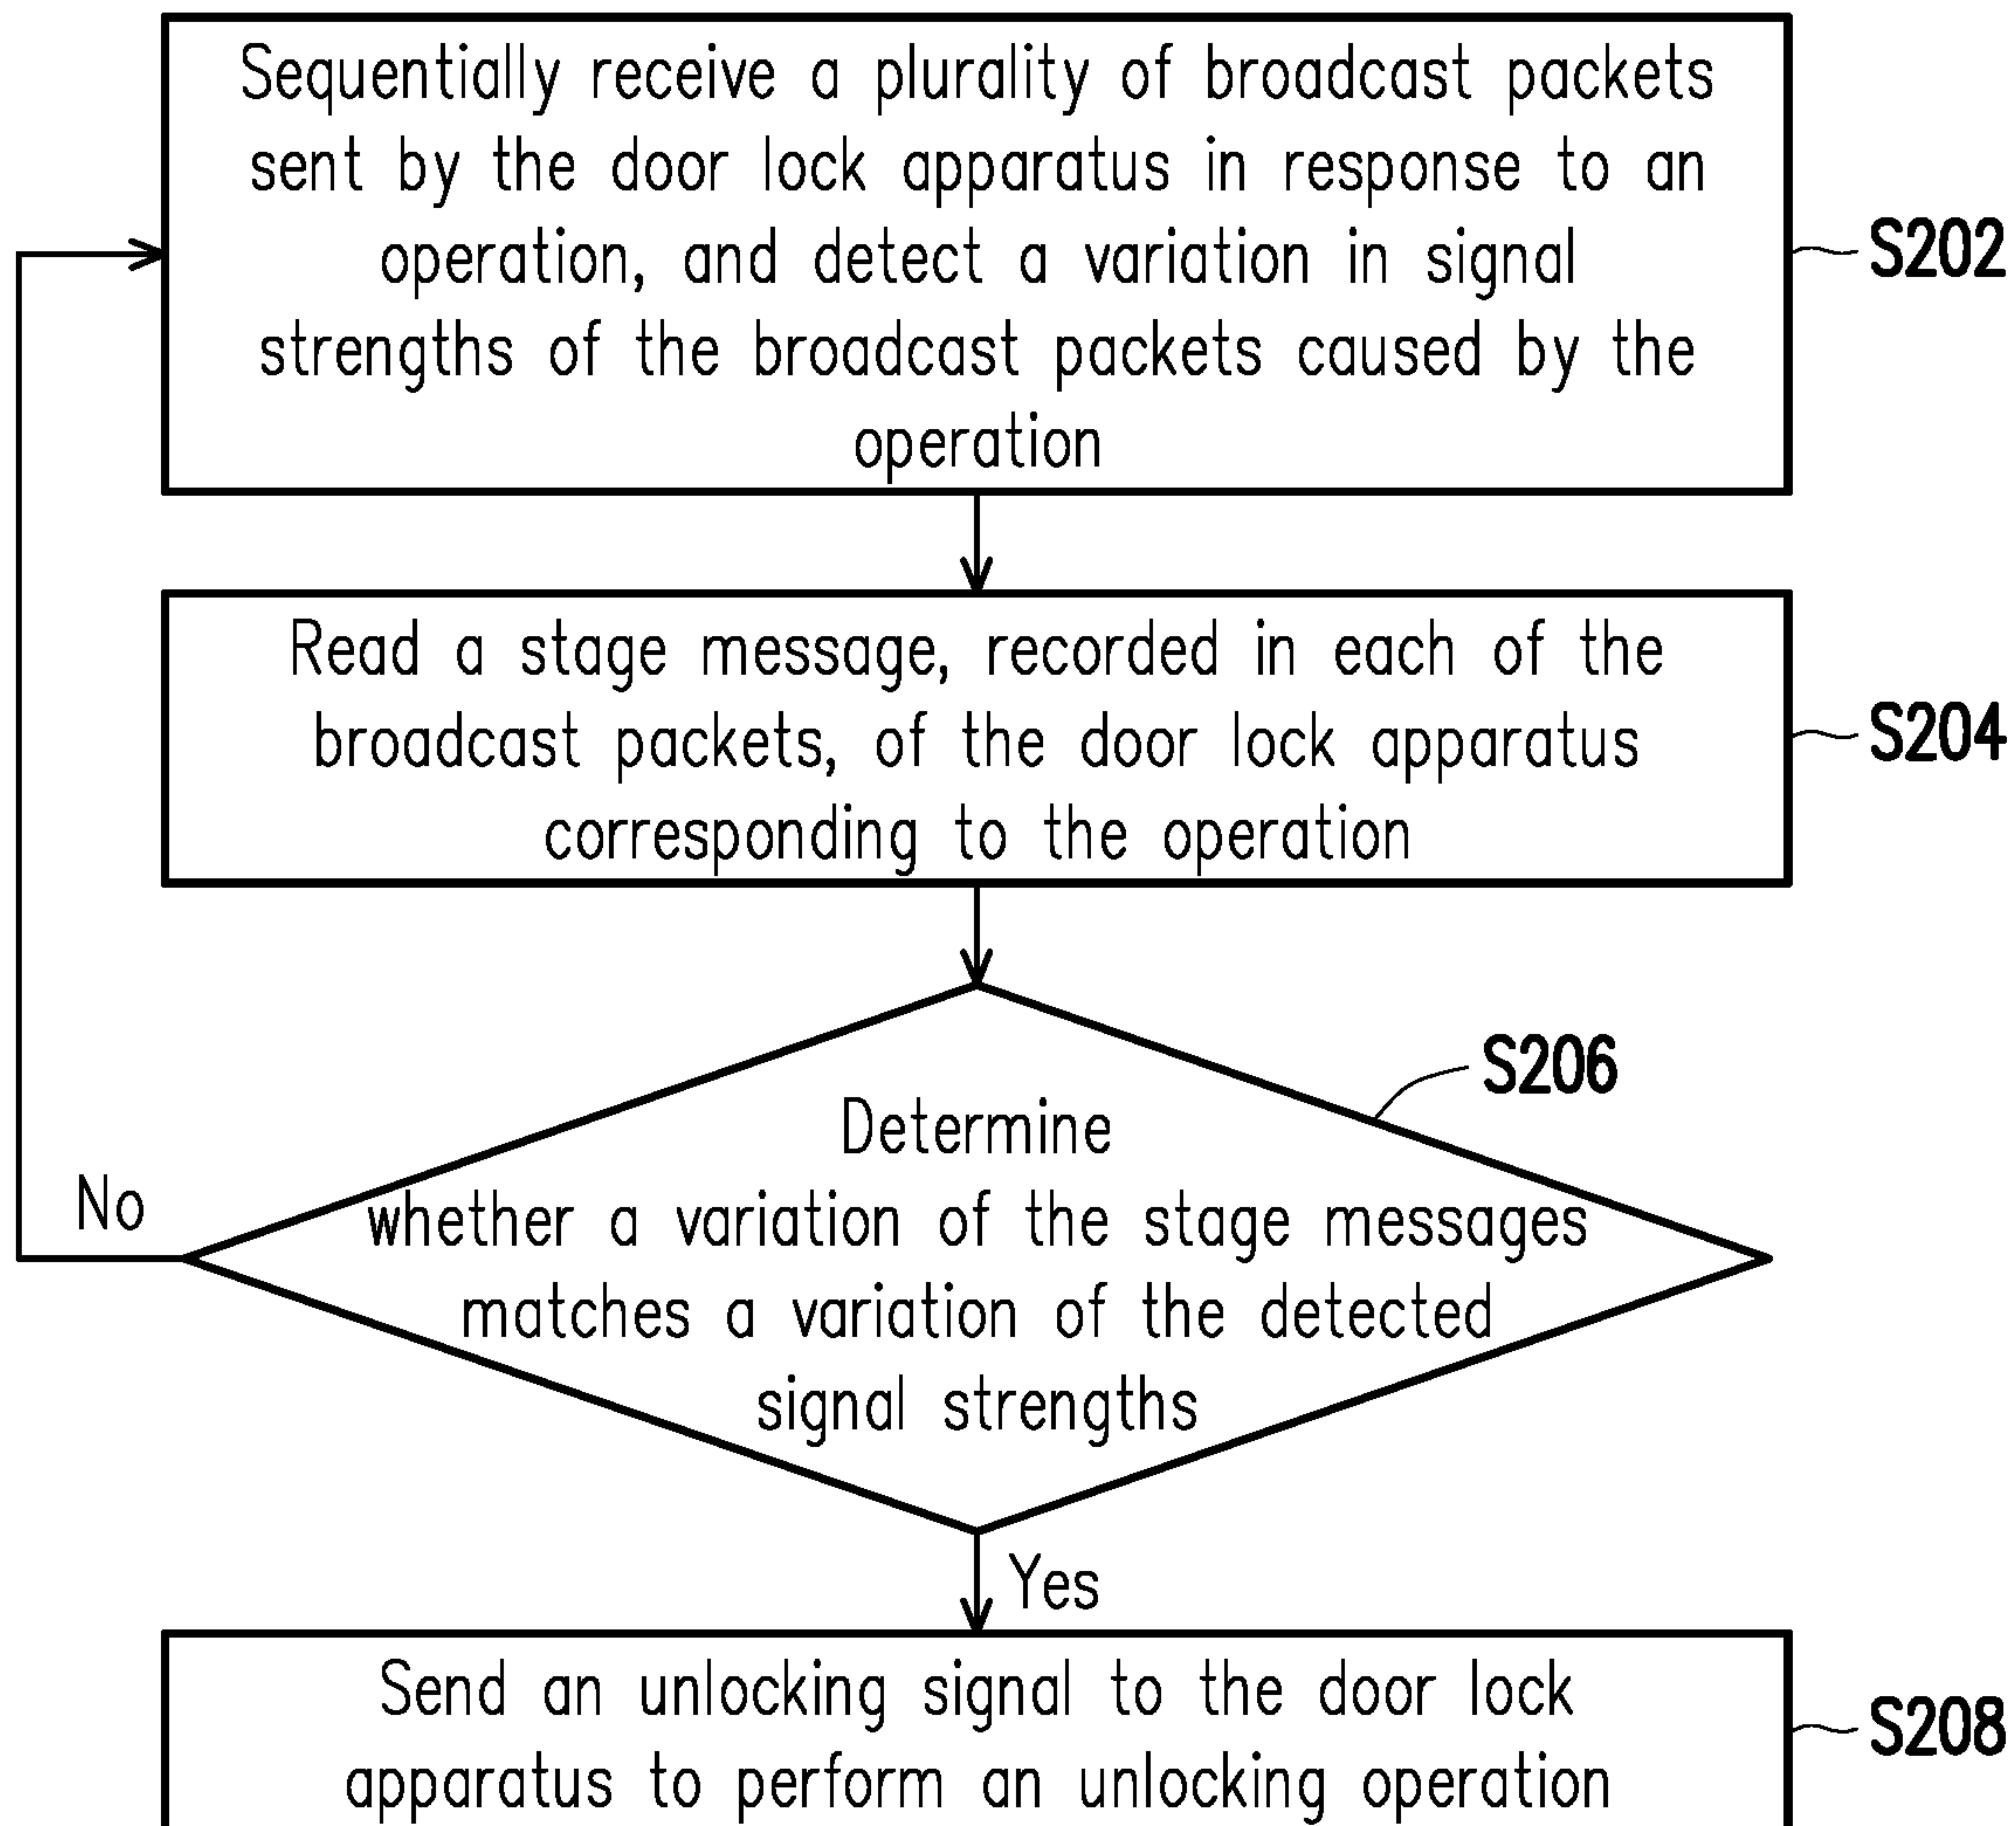 Sequentially receive a plurality of broadcast packets
sent by the door lock apparatus in response to an
operation, and detect a variation in signal
strengths of the broadcast packets caused by the
operation
S202
Read a stage message, recorded in each of the
broadcast packets, of the door lock apparatus
corresponding to the operation
S204
S206
Determine
whether a variation of the stage messages
matches a variation of the detected
signal strengths
No
Yes
Send an unlocking signal to the door lock
apparatus to perform an unlocking operation
S208